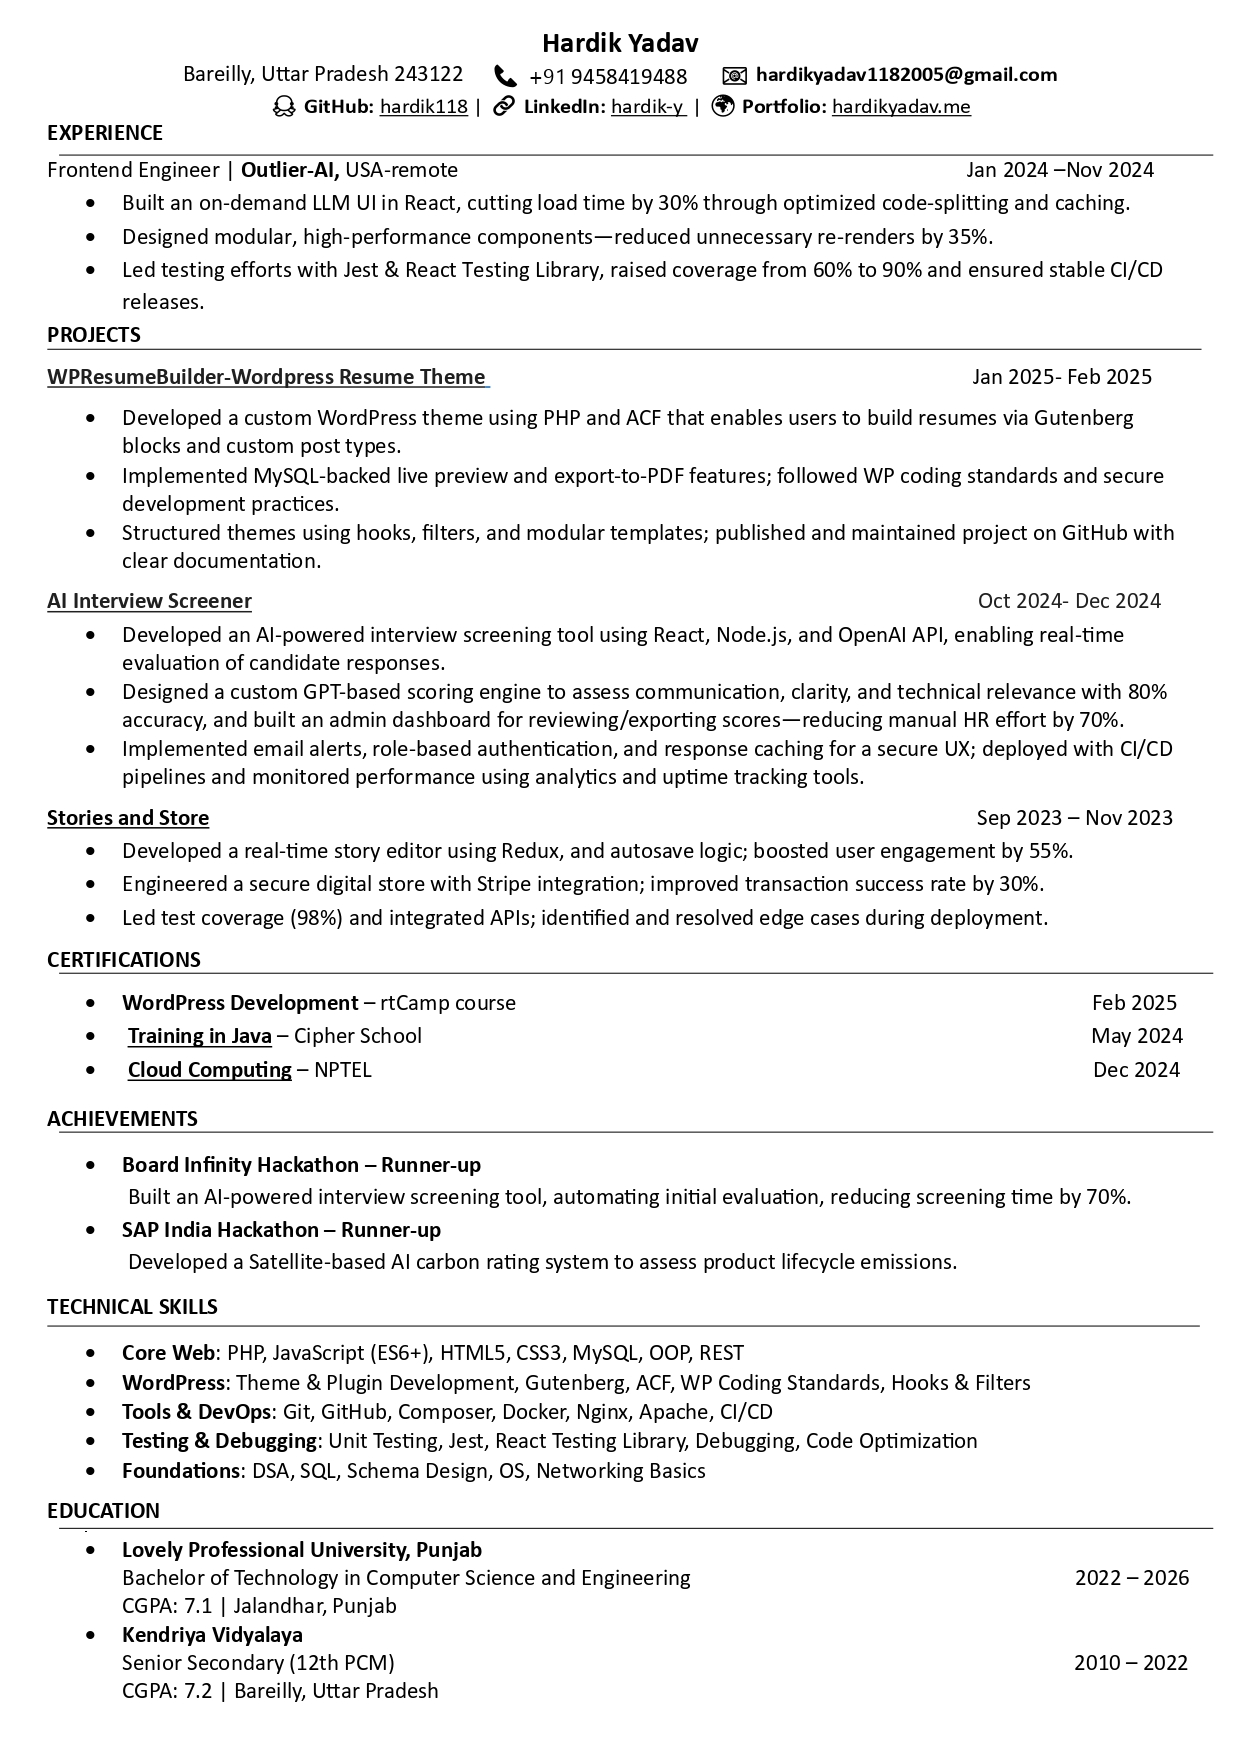 Hardik Yadav
Bareilly, Uttar Pradesh 243122 +91 9458419488 hardikyadav1182005@gmail.com
GitHub: hardik118 | LinkedIn: hardik-y | Portfolio: hardikyadav.me
EXPERIENCE
Frontend Engineer | Outlier-AI, USA-remote Jan 2024 –Nov 2024
• Built an on-demand LLM UI in React, cutting load time by 30% through optimized code-splitting and caching.
• Designed modular, high-performance components—reduced unnecessary re-renders by 35%.
• Led testing efforts with Jest & React Testing Library, raised coverage from 60% to 90% and ensured stable CI/CD
releases.
PROJECTS
WPResumeBuilder-Wordpress Resume Theme Jan 2025- Feb 2025
• Developed a custom WordPress theme using PHP and ACF that enables users to build resumes via Gutenberg
blocks and custom post types.
• Implemented MySQL-backed live preview and export-to-PDF features; followed WP coding standards and secure
development practices.
• Structured themes using hooks, filters, and modular templates; published and maintained project on GitHub with
clear documentation.
AI Interview Screener Oct 2024- Dec 2024
• Developed an AI-powered interview screening tool using React, Node.js, and OpenAI API, enabling real-time
evaluation of candidate responses.
• Designed a custom GPT-based scoring engine to assess communication, clarity, and technical relevance with 80%
accuracy, and built an admin dashboard for reviewing/exporting scores—reducing manual HR effort by 70%.
• Implemented email alerts, role-based authentication, and response caching for a secure UX; deployed with CI/CD
pipelines and monitored performance using analytics and uptime tracking tools.
Stories and Store Sep 2023 – Nov 2023
• Developed a real-time story editor using Redux, and autosave logic; boosted user engagement by 55%.
• Engineered a secure digital store with Stripe integration; improved transaction success rate by 30%.
• Led test coverage (98%) and integrated APIs; identified and resolved edge cases during deployment.
CERTIFICATIONS
• WordPress Development – rtCamp course Feb 2025
• Training in Java – Cipher School May 2024
• Cloud Computing – NPTEL Dec 2024
ACHIEVEMENTS
• Board Infinity Hackathon – Runner-up
Built an AI-powered interview screening tool, automating initial evaluation, reducing screening time by 70%.
• SAP India Hackathon – Runner-up
Developed a Satellite-based AI carbon rating system to assess product lifecycle emissions.
TECHNICAL SKILLS
• Core Web: PHP, JavaScript (ES6+), HTML5, CSS3, MySQL, OOP, REST
• WordPress: Theme & Plugin Development, Gutenberg, ACF, WP Coding Standards, Hooks & Filters
• Tools & DevOps: Git, GitHub, Composer, Docker, Nginx, Apache, CI/CD
• Testing & Debugging: Unit Testing, Jest, React Testing Library, Debugging, Code Optimization
• Foundations: DSA, SQL, Schema Design, OS, Networking Basics
EDUCATION
• Lovely Professional University, Punjab
Bachelor of Technology in Computer Science and Engineering 2022 – 2026
CGPA: 7.1 | Jalandhar, Punjab
• Kendriya Vidyalaya
Senior Secondary (12th PCM) 2010 – 2022
CGPA: 7.2 | Bareilly, Uttar Pradesh